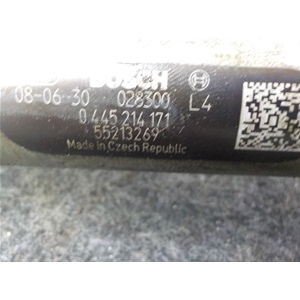 BOSCH
08-06-30 028300 L4
0 445 214 171
55213269
Made in Czech Republic